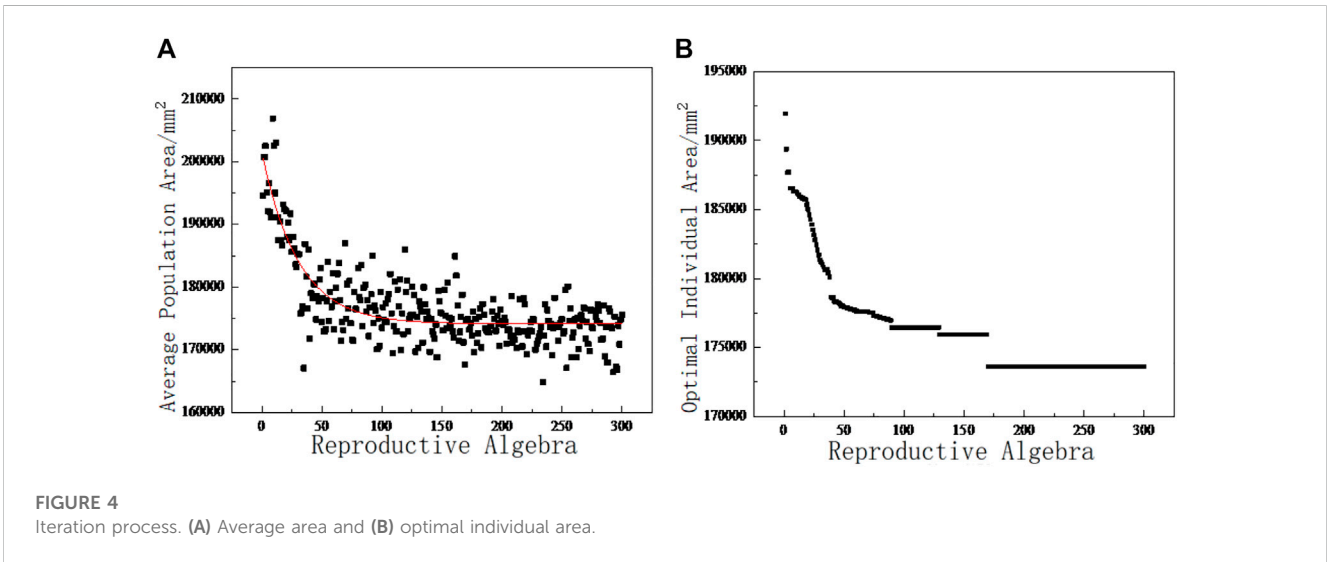 A
Average Population Area/mm²
210000
200000
190000
180000
170000
160000
0 50 100 150 200 250 300
Reproductive Algebra
B
Optimal Individual Area/mm²
195000
190000
185000
180000
175000
170000
0 50 100 150 200 250 300
Reproductive Algebra
FIGURE 4
Iteration process. (A) Average area and (B) optimal individual area.